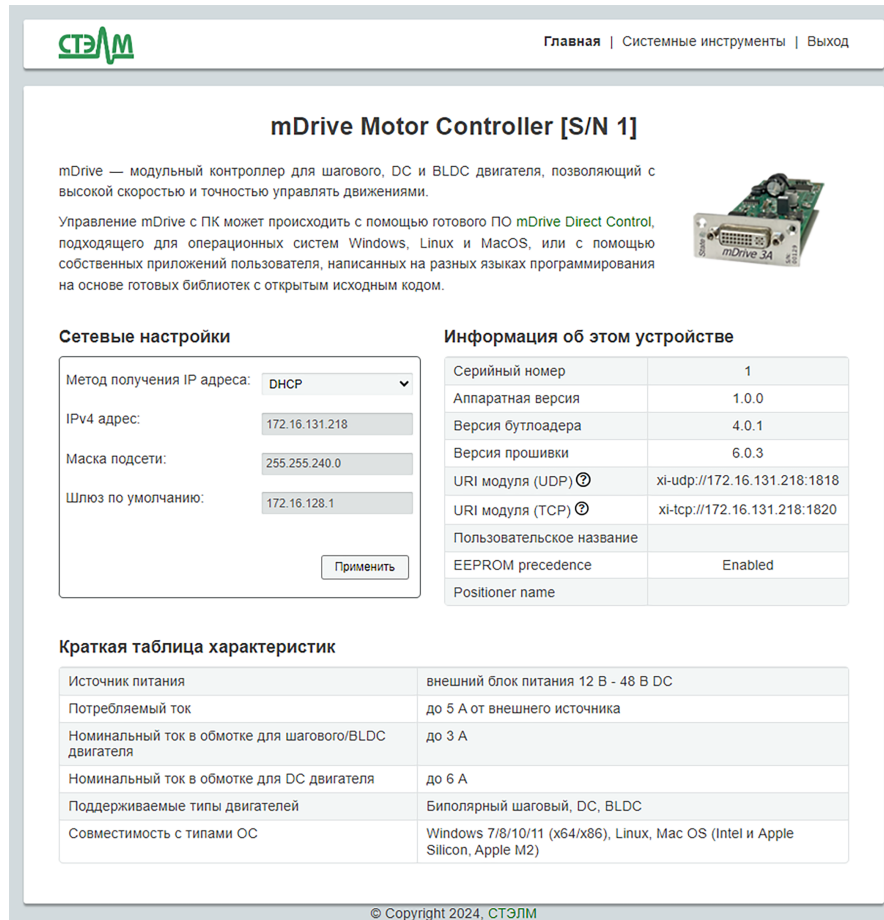 СТЭЛМ
Главная | Системные инструменты | Выход
mDrive Motor Controller [S/N 1]
mDrive — модульный контроллер для шагового, DC и BLDC двигателя, позволяющий с
высокой скоростью и точностью управлять движениями.
Управление mDrive с ПК может происходить с помощью готового ПО mDrive Direct Control,
подходящего для операционных систем Windows, Linux и MacOS, или с помощью
собственных приложений пользователя, написанных на разных языках программирования
на основе готовых библиотек с открытым исходным кодом.
mDrive 3A
Сетевые настройки
Метод получения IP адреса: DHCP
IPv4 адрес: 172.16.131.218
Маска подсети: 255.255.240.0
Шлюз по умолчанию: 172.16.128.1
Применить
Информация об этом устройстве
Серийный номер 1
Аппаратная версия 1.0.0
Версия бутлоадера 4.0.1
Версия прошивки 6.0.3
URI модуля (UDP) ? xi-udp://172.16.131.218:1818
URI модуля (TCP) ? xi-tcp://172.16.131.218:1820
Пользовательское название
EEPROM precedence Enabled
Positioner name
Краткая таблица характеристик
Источник питания внешний блок питания 12 В - 48 В DC
Потребляемый ток до 5 А от внешнего источника
Номинальный ток в обмотке для шагового/BLDC
двигателя
до 3 А
Номинальный ток в обмотке для DC двигателя до 6 А
Поддерживаемые типы двигателей Биполярный шаговый, DC, BLDC
Совместимость с типами ОС
Windows 7/8/10/11 (x64/x86), Linux, Mac OS (Intel и Apple
Silicon, Apple M2)
© Copyright 2024, СТЭЛМ